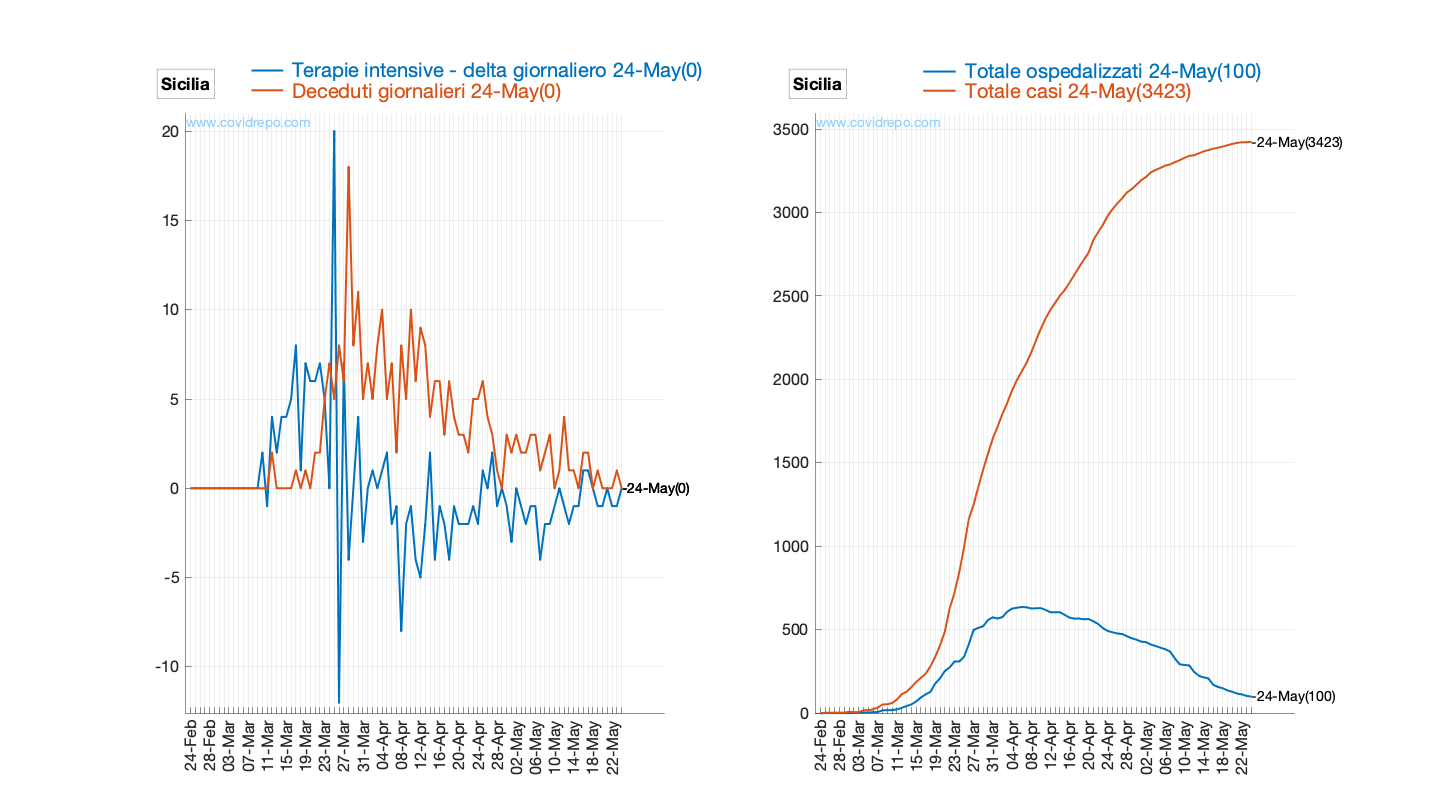 Sicilia
Terapie intensive - delta giornaliero 24-May(0)
Deceduti giornalieri 24-May(0)
www.covidrepo.com
20
15
10
5
0
-5
-10
-24-May(0)
24-Feb
28-Feb
03-Mar
07-Mar
11-Mar
15-Mar
19-Mar
23-Mar
27-Mar
31-Mar
04-Apr
08-Apr
12-Apr
16-Apr
20-Apr
24-Apr
28-Apr
02-May
06-May
10-May
14-May
18-May
22-May
Sicilia
Totale ospedalizzati 24-May(100)
Totale casi 24-May(3423)
www.covidrepo.com
3500
3000
2500
2000
1500
1000
500
0
-24-May(3423)
-24-May(100)
24-Feb
28-Feb
03-Mar
07-Mar
11-Mar
15-Mar
19-Mar
23-Mar
27-Mar
31-Mar
04-Apr
08-Apr
12-Apr
16-Apr
20-Apr
24-Apr
28-Apr
02-May
06-May
10-May
14-May
18-May
22-May